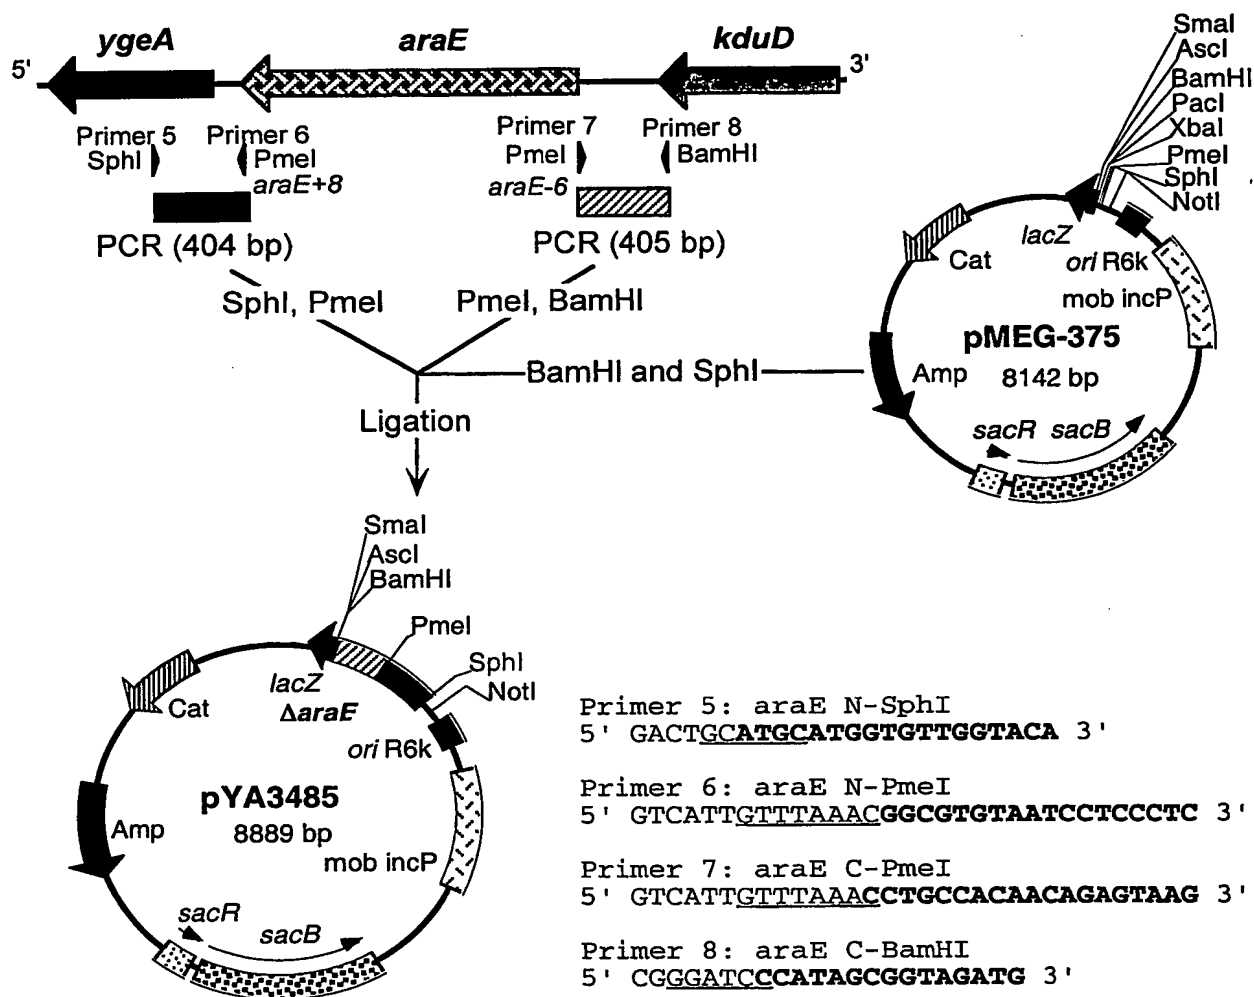 ygeA
araE
kduD
5'
3'
Primer 5
SphI
Primer 6
PmeI
araE+8
Primer 7
PmeI
araE-6
Primer 8
BamHI
PCR (404 bp)
PCR (405 bp)
SphI, PmeI
PmeI, BamHI
BamHI and SphI
Ligation
SmaI
AscI
BamHI
PacI
XbaI
PmeI
SphI
NotI
lacZ
ori R6k
Cat
mob incP
pMEG-375
8142 bp
Amp
sacR sacB
SmaI
AscI
BamHI
PmeI
SphI
NotI
lacZ
ΔaraE
Cat
ori R6k
pYA3485
8889 bp
Amp
mob incP
sacR
sacB
Primer 5: araE N-SphI
5' GACTGCATGCATGGTGTTGGTACA 3'
Primer 6: araE N-PmeI
5' GTCATTGTTTAAACGGCGTGTAATCCTCCCTC 3'
Primer 7: araE C-PmeI
5' GTCATTGTTTAAACCTGCCACAACAGAGTAAG 3'
Primer 8: araE C-BamHI
5' CGGGGATCCCATAGCGGTAGATG 3'